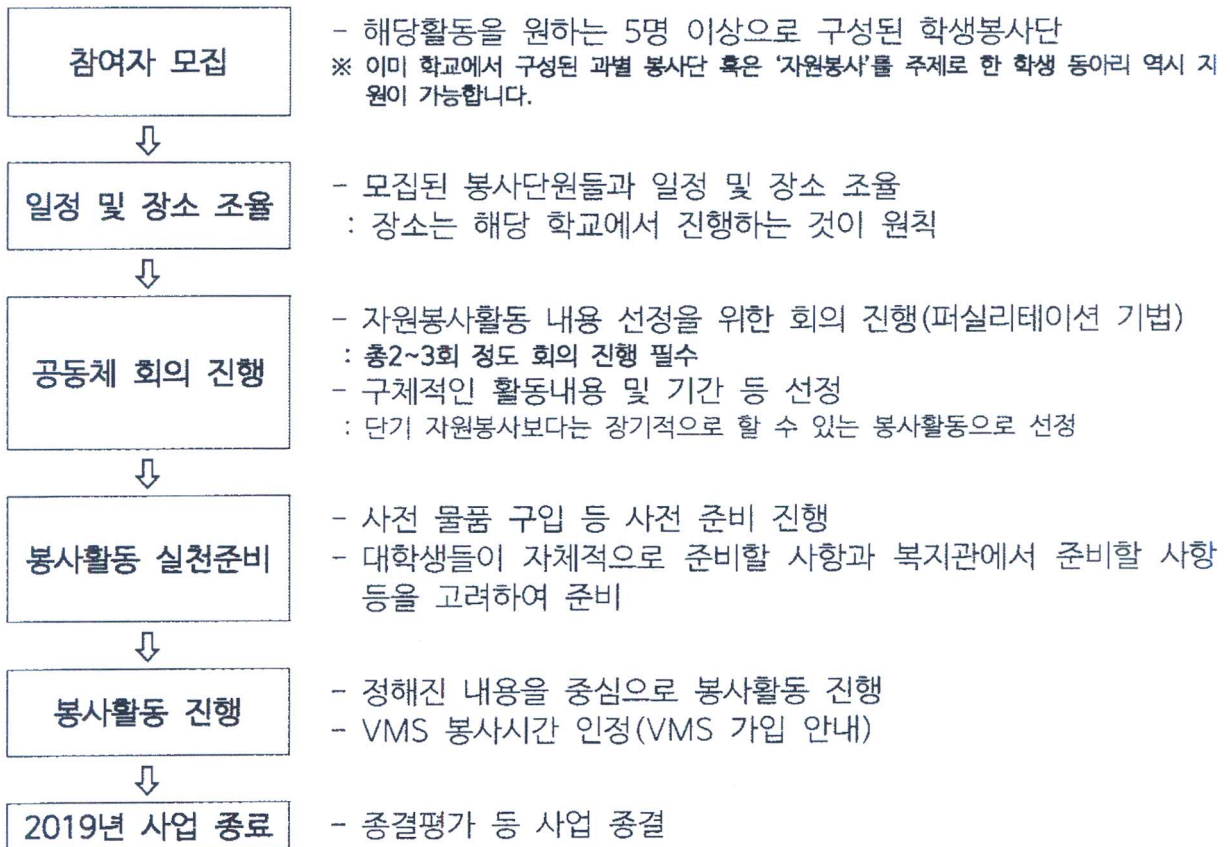 참여자 모집
- 해당활동을 원하는 5명 이상으로 구성된 학생봉사단
※ 이미 학교에서 구성된 과별 봉사단 혹은 '자원봉사'를 주제로 한 학생 동아리 역시 지
원이 가능합니다.
⇩
일정 및 장소 조율
- 모집된 봉사단원들과 일정 및 장소 조율
: 장소는 해당 학교에서 진행하는 것이 원칙
⇩
공동체 회의 진행
- 자원봉사활동 내용 선정을 위한 회의 진행(퍼실리테이션 기법)
: 총2~3회 정도 회의 진행 필수
- 구체적인 활동내용 및 기간 등 선정
: 단기 자원봉사보다는 장기적으로 할 수 있는 봉사활동으로 선정
⇩
봉사활동 실천준비
- 사전 물품 구입 등 사전 준비 진행
- 대학생들이 자체적으로 준비할 사항과 복지관에서 준비할 사항
등을 고려하여 준비
⇩
봉사활동 진행
- 정해진 내용을 중심으로 봉사활동 진행
- VMS 봉사시간 인정(VMS 가입 안내)
⇩
2019년 사업 종료
- 종결평가 등 사업 종결